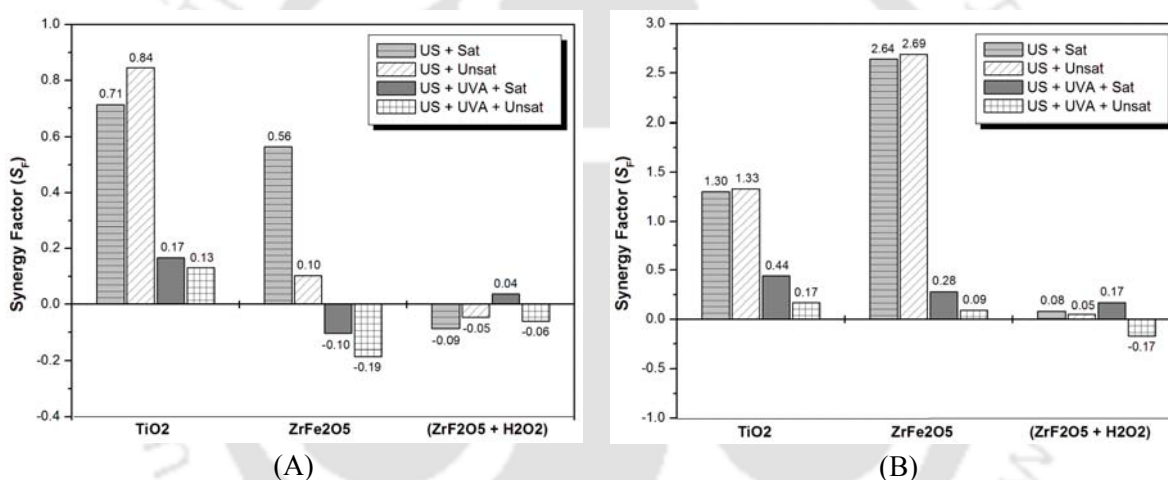 1.0
0.8
0.6
0.4
0.2
0.0
-0.2
-0.4
Synergy Factor (SF)
US + Sat
US + Unsat
US + UVA + Sat
US + UVA + Unsat
0.71
0.84
0.17
0.13
0.56
0.10
-0.10
-0.19
-0.09
-0.05
0.04
-0.06
TiO2
ZrFe2O5
(ZrF2O5 + H2O2)
(A)
3.0
2.5
2.0
1.5
1.0
0.5
0.0
-0.5
-1.0
Synergy Factor (SF)
US + Sat
US + Unsat
US + UVA + Sat
US + UVA + Unsat
1.30
1.33
0.44
0.17
2.64
2.69
0.28
0.09
0.08
0.05
0.17
-0.17
TiO2
ZrFe2O5
(ZrF2O5 + H2O2)
(B)